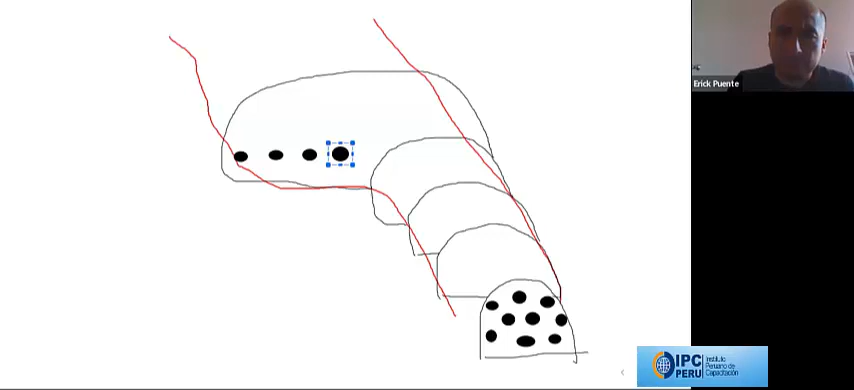 Erick Puente
IPC
PERU
Instituto
Peruano de
Capacitación